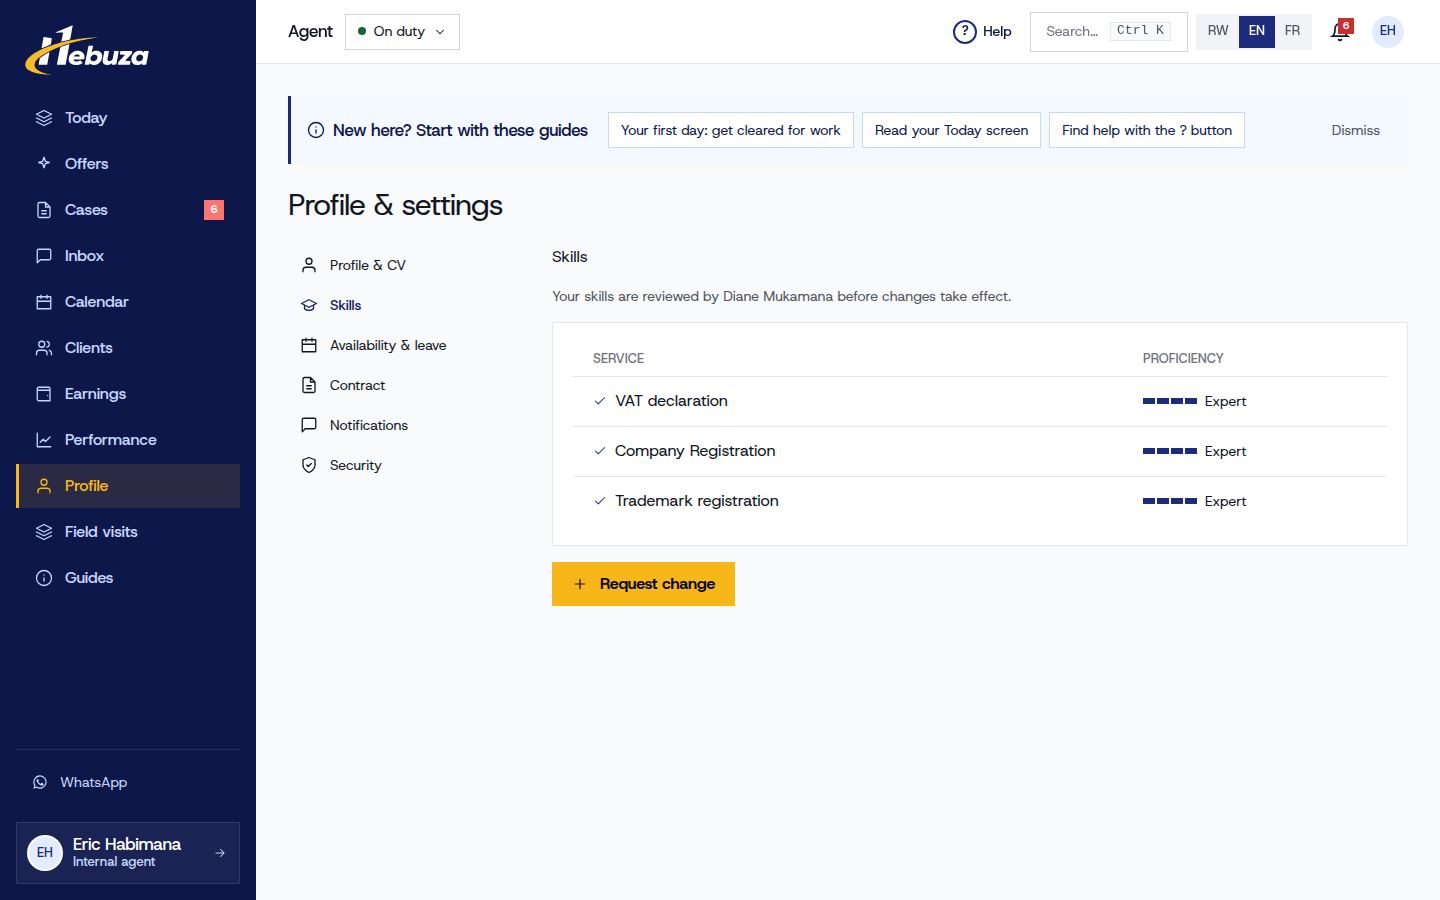 Hebuza
Today
Offers
Cases 6
Inbox
Calendar
Clients
Earnings
Performance
Profile
Field visits
Guides
WhatsApp
EH
Eric Habimana
Internal agent
Agent
On duty
? Help
Search... Ctrl K
RW EN FR
6
EH
New here? Start with these guides
Your first day: get cleared for work
Read your Today screen
Find help with the ? button
Dismiss
Profile & settings
Profile & CV
Skills
Availability & leave
Contract
Notifications
Security
Skills
Your skills are reviewed by Diane Mukamana before changes take effect.
SERVICE PROFICIENCY
VAT declaration Expert
Company Registration Expert
Trademark registration Expert
Request change